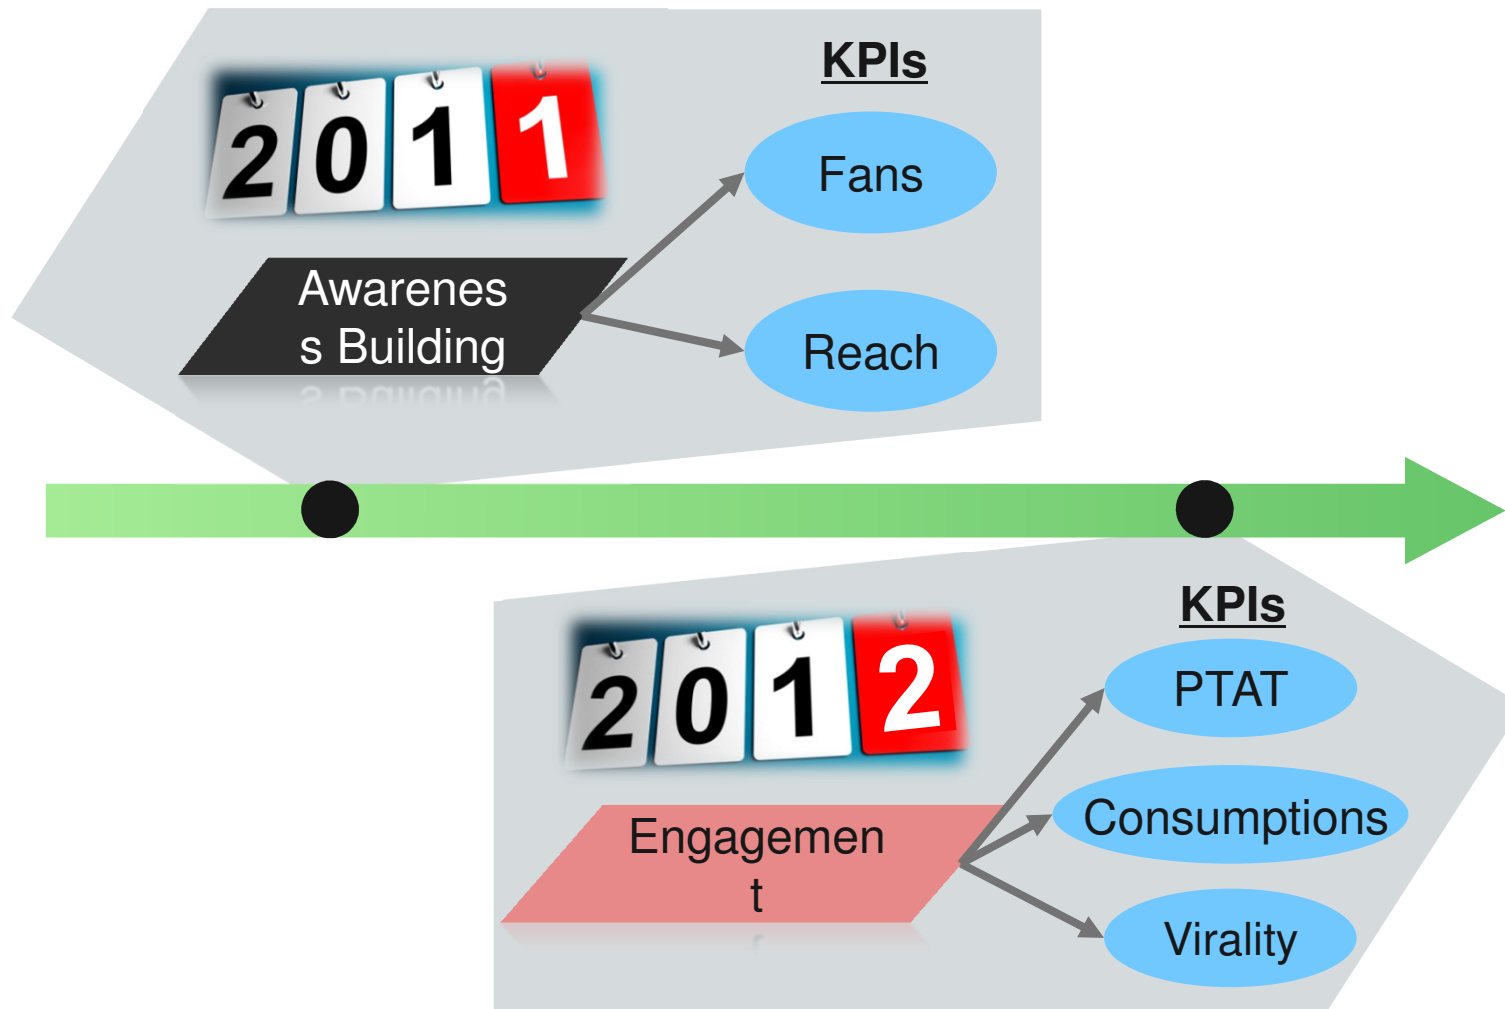 2011
KPIs
Fans
Awarenes
s Building
Reach
2012
KPIs
PTAT
Engagemen
t
Consumptions
Virality